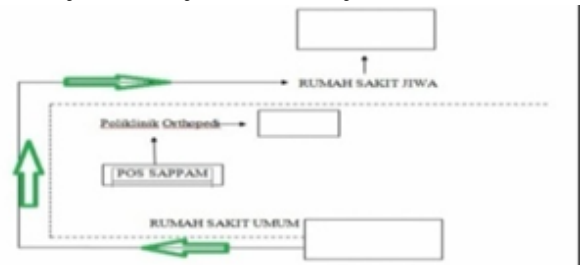 RUMAH SAKIT JIWA
Poliklinik Orthopedi
POS SAPPAM
RUMAH SAKIT UMUM